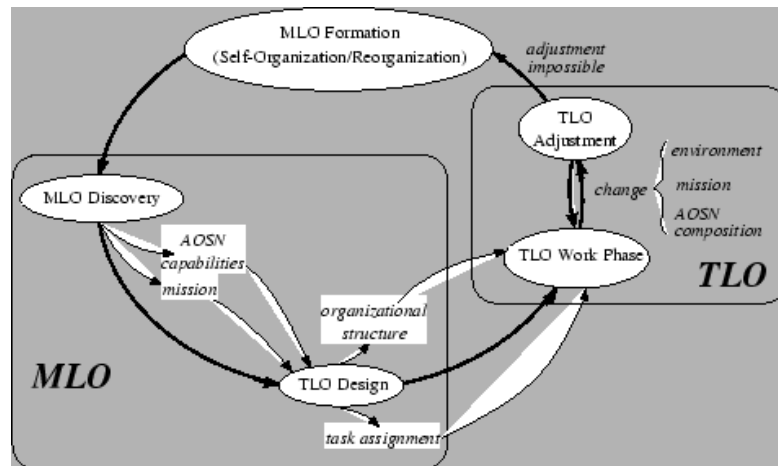 MLO Formation
(Self-Organization/Reorganization)
adjustment
impossible
TLO
Adjustment
environment
change
mission
AOSN
composition
MLO Discovery
AOSN
capabilities
mission
TLO Work Phase
TLO
organizational
structure
MLO
TLO Design
task assignment